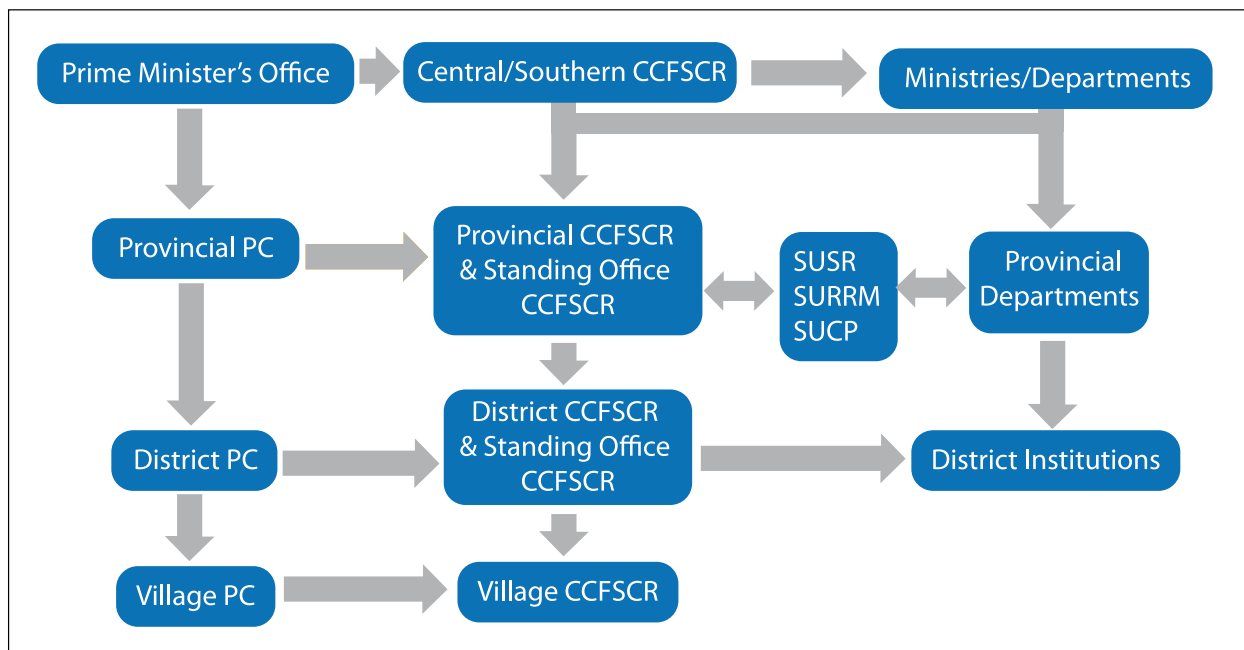 Prime Minister’s Office
Central/Southern CCFSCR
Ministries/Departments
Provincial PC
Provincial CCFSCR
& Standing Office
CCFSCR
SUSR
SURRM
SUCP
Provincial
Departments
District PC
District CCFSCR
& Standing Office
CCFSCR
District Institutions
Village PC
Village CCFSCR